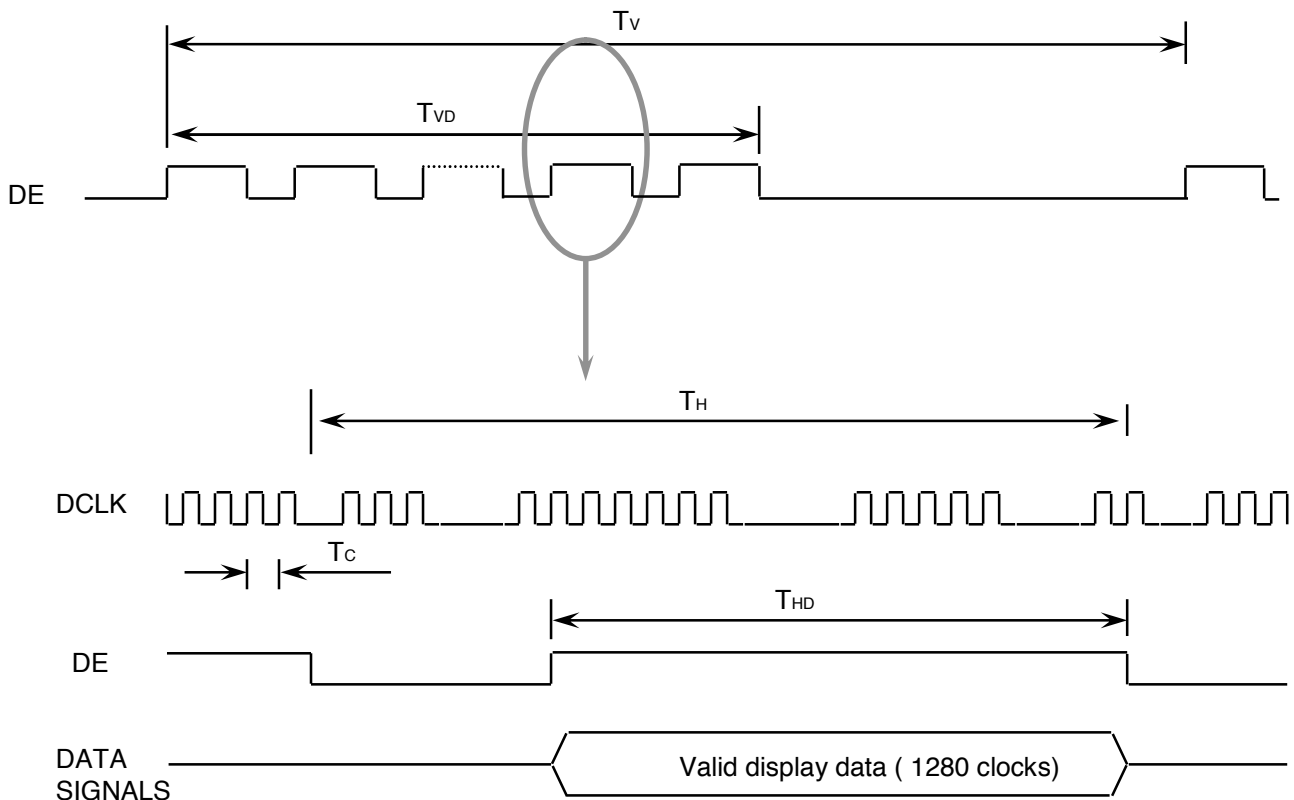 TV
TVD
DE
TH
DCLK
TC
THD
DE
DATA
SIGNALS
Valid display data ( 1280 clocks)